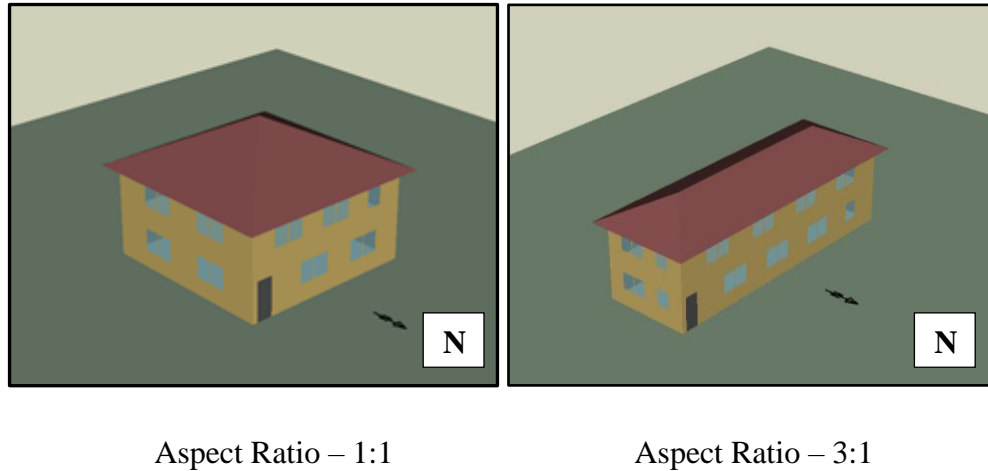 N
N
Aspect Ratio – 1:1
Aspect Ratio – 3:1